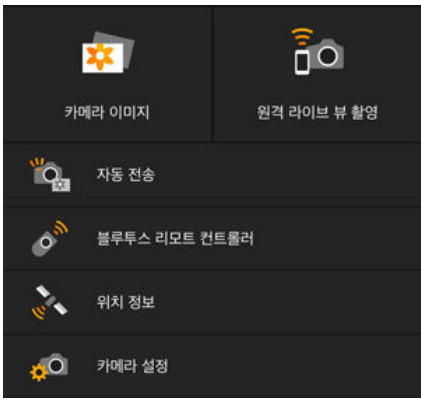 카메라 이미지
원격 라이브 뷰 촬영
자동 전송
블루투스 리모트 컨트롤러
위치 정보
카메라 설정